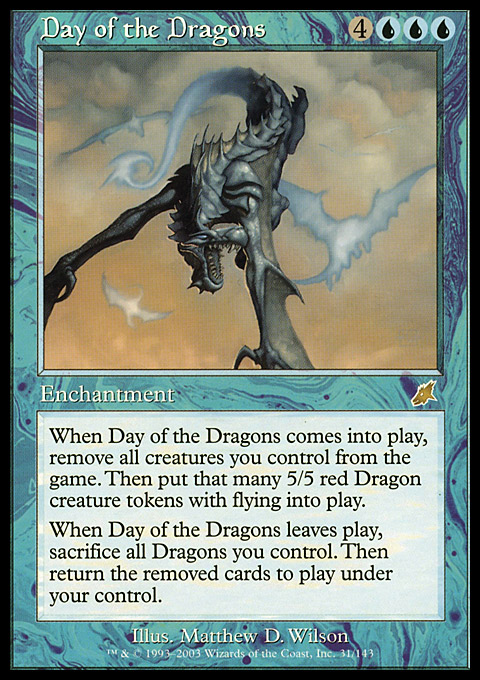 Day of the Dragons 4
Enchantment
When Day of the Dragons comes into play,
remove all creatures you control from the
game. Then put that many 5/5 red Dragon
creature tokens with flying into play.
When Day of the Dragons leaves play,
sacrifice all Dragons you control. Then
return the removed cards to play under
your control.
Illus. Matthew D. Wilson
™ & © 1993–2003 Wizards of the Coast, Inc. 31/143